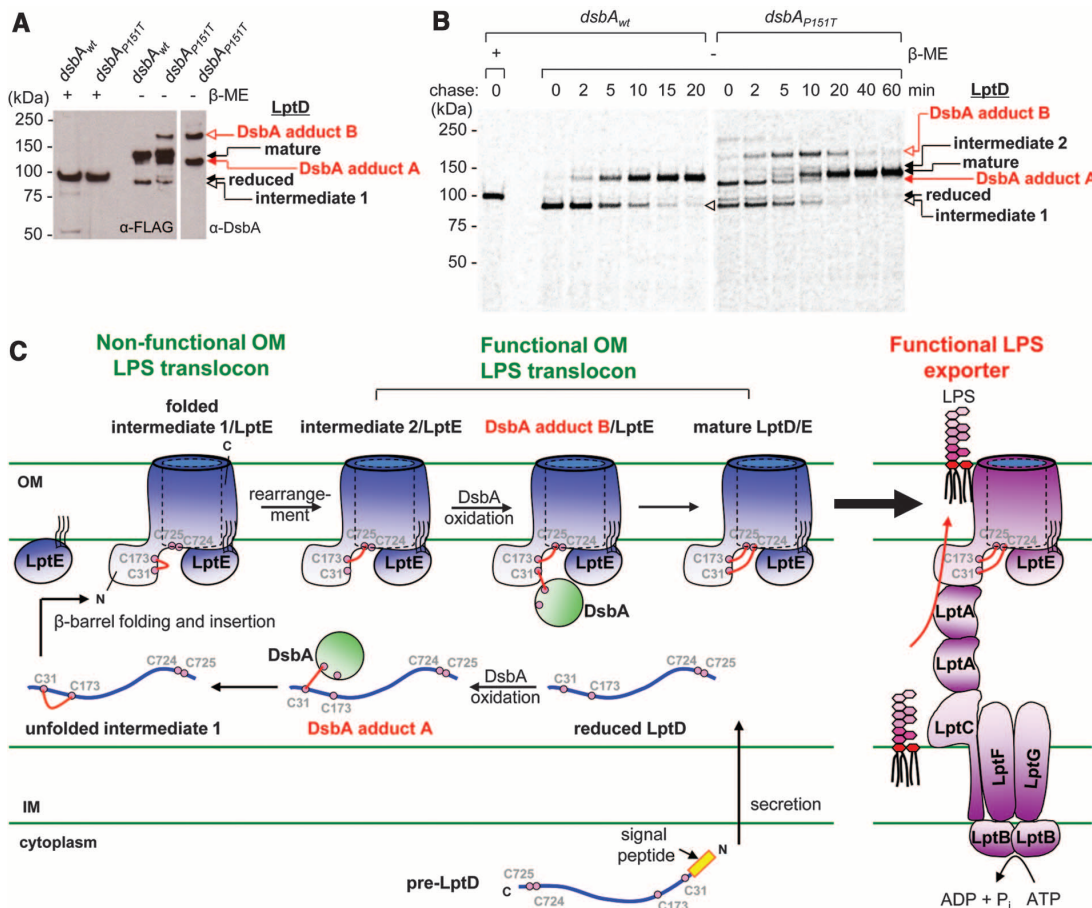 A
dsbAwt
dsbAP151T
dsbAwt
dsbAP151T
dsbAP151T
(kDa)
+ + - - - β-ME
LptD
250
150
100
75
50
DsbA adduct B
mature
DsbA adduct A
reduced
intermediate 1
α-FLAG
α-DsbA
B
dsbAwt
dsbAP151T
+
-
β-ME
chase: 0 0 2 5 10 15 20 0 2 5 10 20 40 60 min
LptD
(kDa)
250
150
100
75
50
DsbA adduct B
intermediate 2
mature
DsbA adduct A
reduced
intermediate 1
C
Non-functional OM
LPS translocon
Functional OM
LPS translocon
Functional LPS
exporter
LPS
folded
intermediate 1/LptE
C
intermediate 2/LptE
DsbA adduct B/LptE
mature LptD/E
OM
rearrange-
ment
DsbA
oxidation
LptE
C725
C724
C173
C31
LptE
N
C725
C724
C173
C31
LptE
C725
C724
C173
C31
LptE
DsbA
C725
C724
C173
C31
LptE
C725
C724
C173
C31
LptE
β-barrel folding and insertion
LptA
LptA
LptC
LptF
LptG
LptB
LptB
ADP + Pi
ATP
C31
C173
C724
C725
unfolded intermediate 1
DsbA
C31
C173
C724
C725
DsbA adduct A
DsbA
oxidation
C31
C173
C724
C725
reduced LptD
IM
cytoplasm
secretion
signal
peptide
N
pre-LptD
C725
C
C724
C173
C31